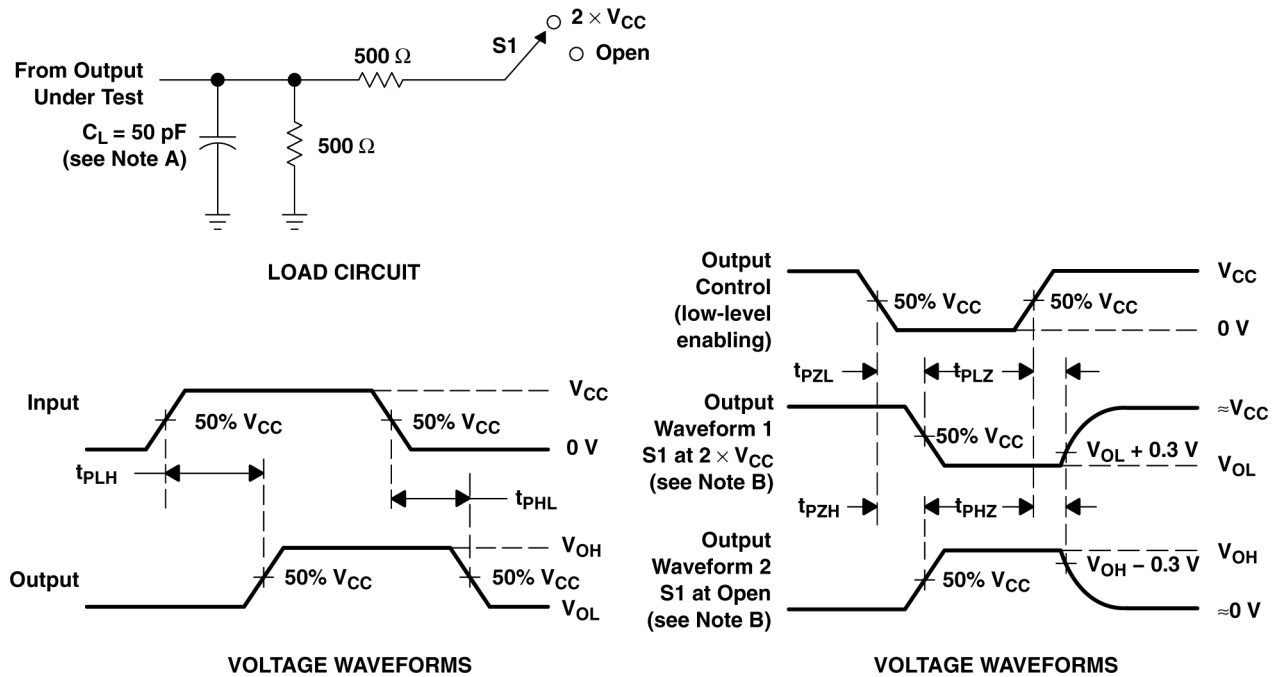 2 × VCC
S1
Open
500 Ω
From Output
Under Test
CL = 50 pF
(see Note A)
500 Ω
LOAD CIRCUIT
Input
VCC
50% VCC
50% VCC
0 V
tPLH
tPHL
Output
VOH
50% VCC
50% VCC
VOL
VOLTAGE WAVEFORMS
Output
Control
(low-level
enabling)
VCC
50% VCC
50% VCC
0 V
tPZL
tPLZ
Output
Waveform 1
S1 at 2 × VCC
(see Note B)
≈VCC
50% VCC
VOL + 0.3 V
VOL
tPZH
tPHZ
Output
Waveform 2
S1 at Open
(see Note B)
VOH
50% VCC
VOH − 0.3 V
≈0 V
VOLTAGE WAVEFORMS